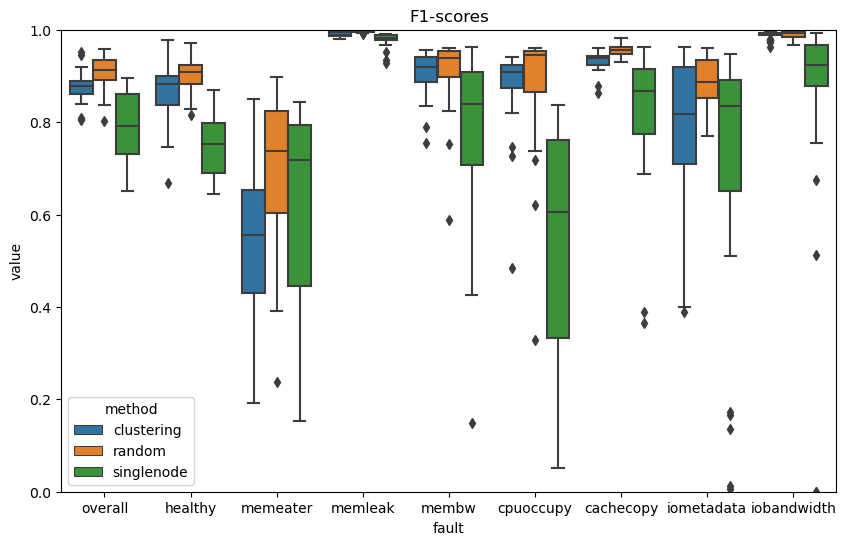 F1-scores
value
1.0
0.8
0.6
0.4
0.2
0.0
method
clustering
random
singlenode
overall healthy memeater memleak membw cpuoccupy cachecopy iometadata iobandwidth
fault